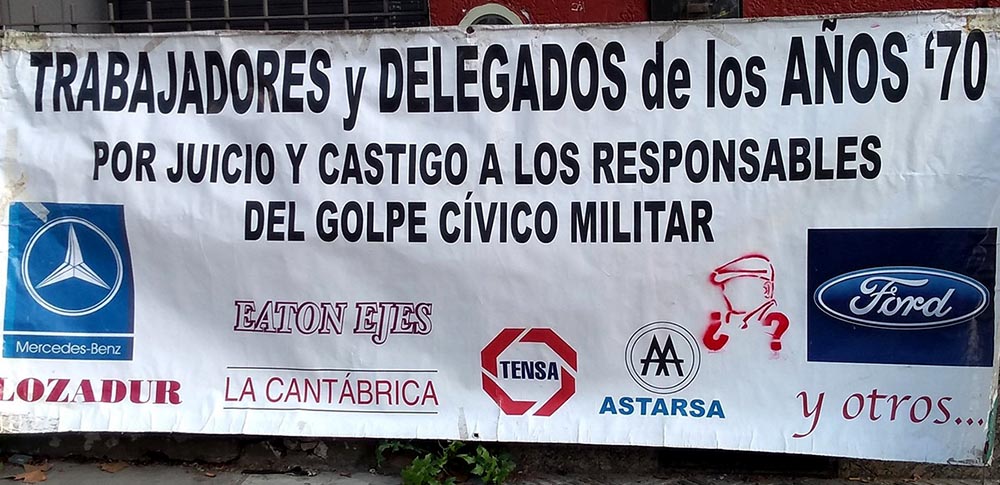 TRABAJADORES y DELEGADOS de los AÑOS '70
POR JUICIO Y CASTIGO A LOS RESPONSABLES
DEL GOLPE CÍVICO MILITAR
Mercedes-Benz
LOZADUR
EATON EJES
LA CANTÁBRICA
TENSA
AA
ASTARSA
¿ ?
Ford
y otros...